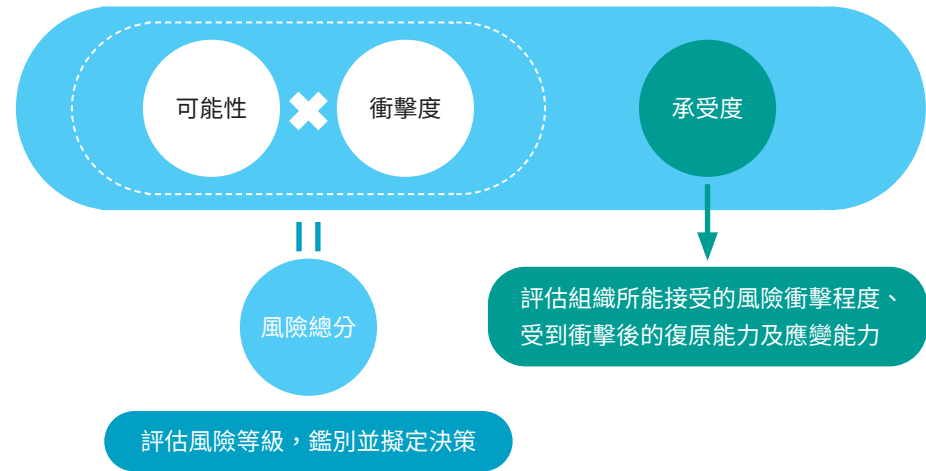 可能性
衝擊度
承受度
風險總分
評估組織所能接受的風險衝擊程度、
受到衝擊後的復原能力及應變能力
評估風險等級，鑑別並擬定決策